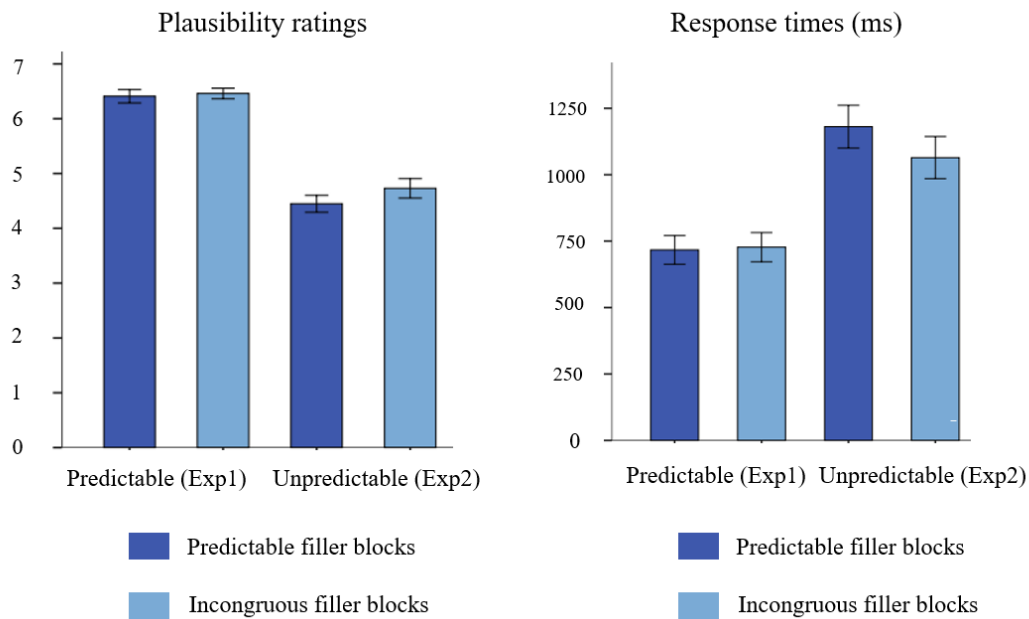 Plausibility ratings
7
6
5
4
3
2
1
0
Predictable (Exp1) Unpredictable (Exp2)
Predictable filler blocks
Incongruous filler blocks
Response times (ms)
1250
1000
750
500
250
0
Predictable (Exp1) Unpredictable (Exp2)
Predictable filler blocks
Incongruous filler blocks